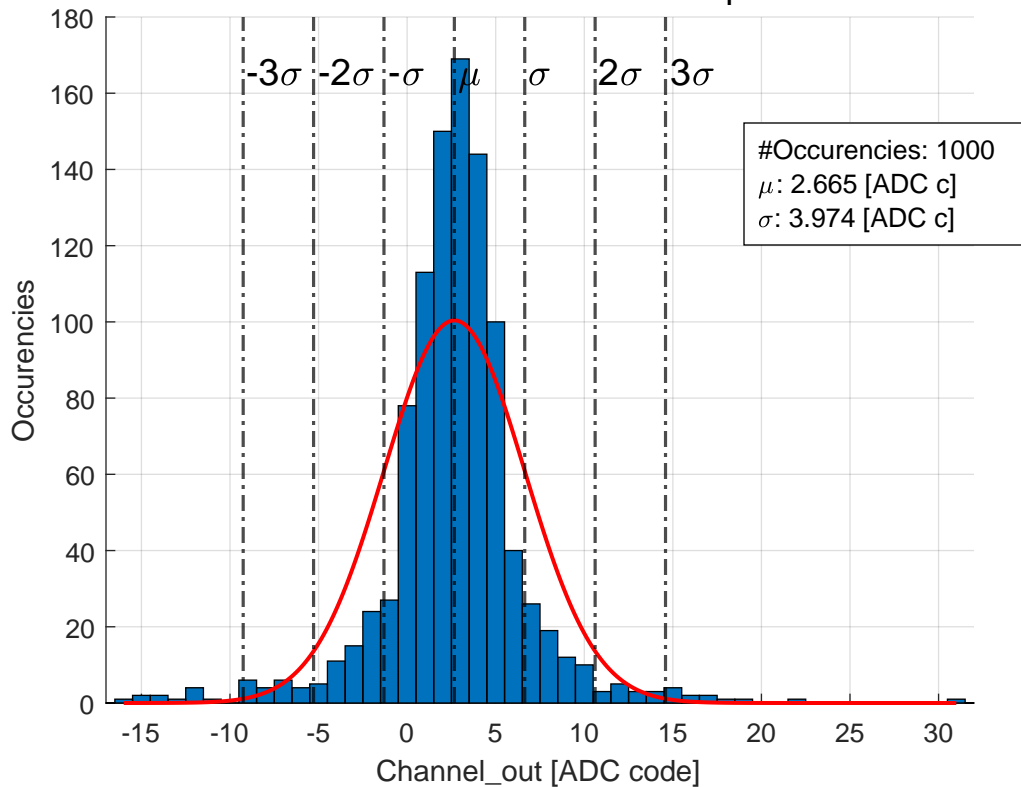 180
160
140
120
100
80
60
40
20
0
Occurencies
-3σ -2σ -σ μ σ 2σ 3σ
#Occurencies: 1000
μ: 2.665 [ADC c]
σ: 3.974 [ADC c]
-15 -10 -5 0 5 10 15 20 25 30
Channel_out [ADC code]